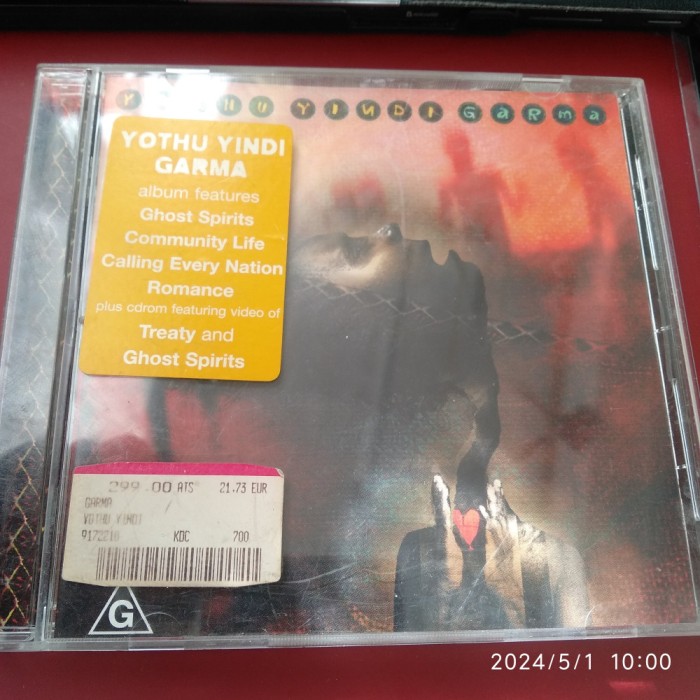 YOTHU YINDI GARMA
YOTHU YINDI
GARMA
album features
Ghost Spirits
Community Life
Calling Every Nation
Romance
plus cdrom featuring video of
Treaty and
Ghost Spirits
299.00 ATS 21.73 EUR
GARMA
YOTHU YINDI
KDC 700
G
2024/5/1 10:00